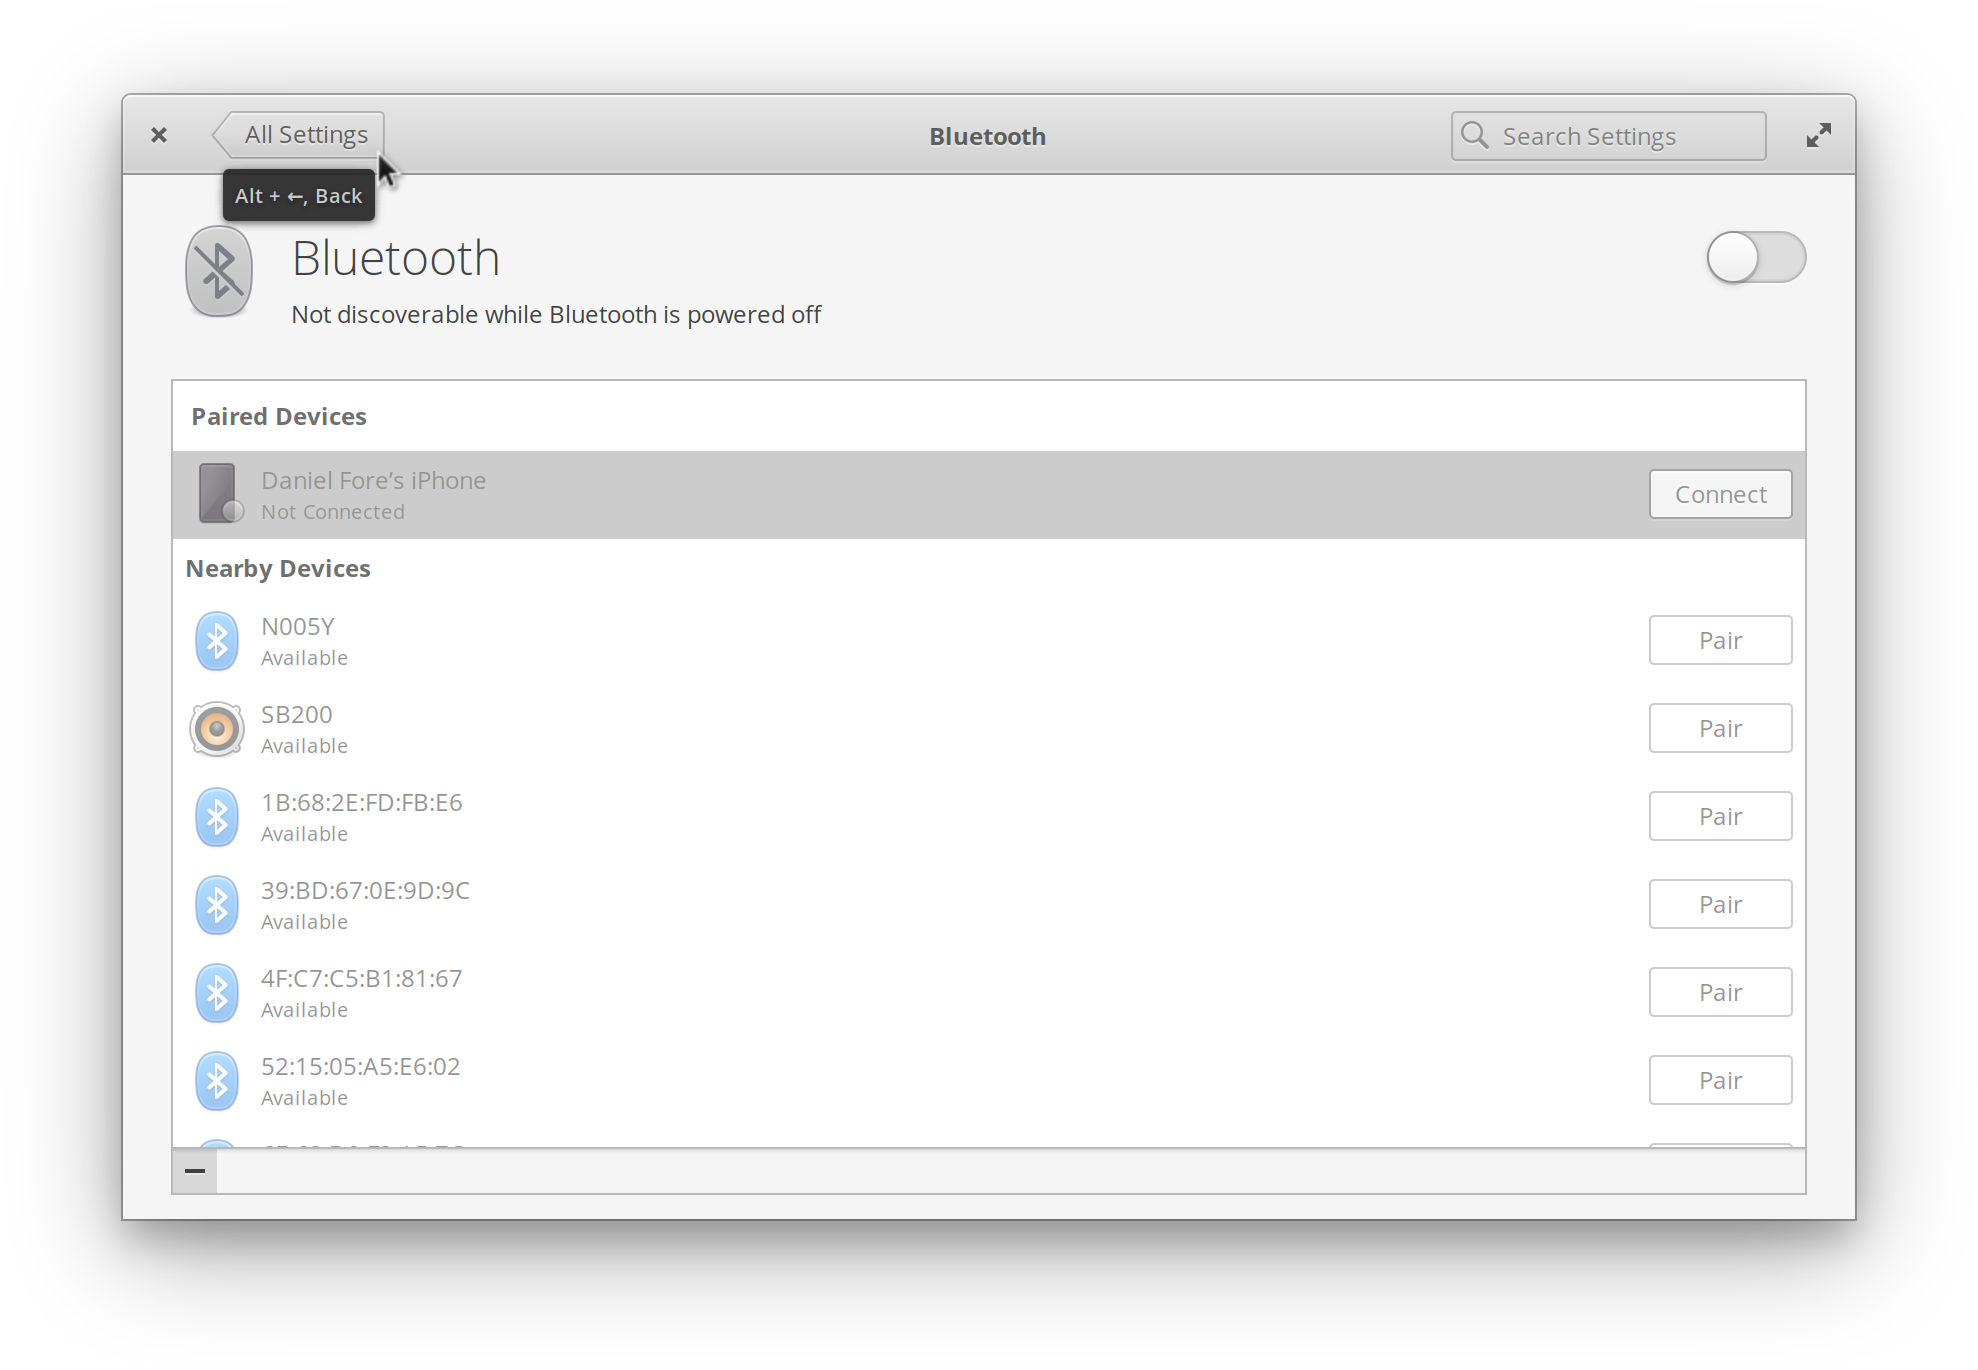 All Settings
Bluetooth
Search Settings
Alt + ←, Back
Bluetooth
Not discoverable while Bluetooth is powered off
Paired Devices
Daniel Fore’s iPhone
Not Connected
Connect
Nearby Devices
N005Y
Available
Pair
SB200
Available
Pair
1B:68:2E:FD:FB:E6
Available
Pair
39:BD:67:0E:9D:9C
Available
Pair
4F:C7:C5:B1:81:67
Available
Pair
52:15:05:A5:E6:02
Available
Pair